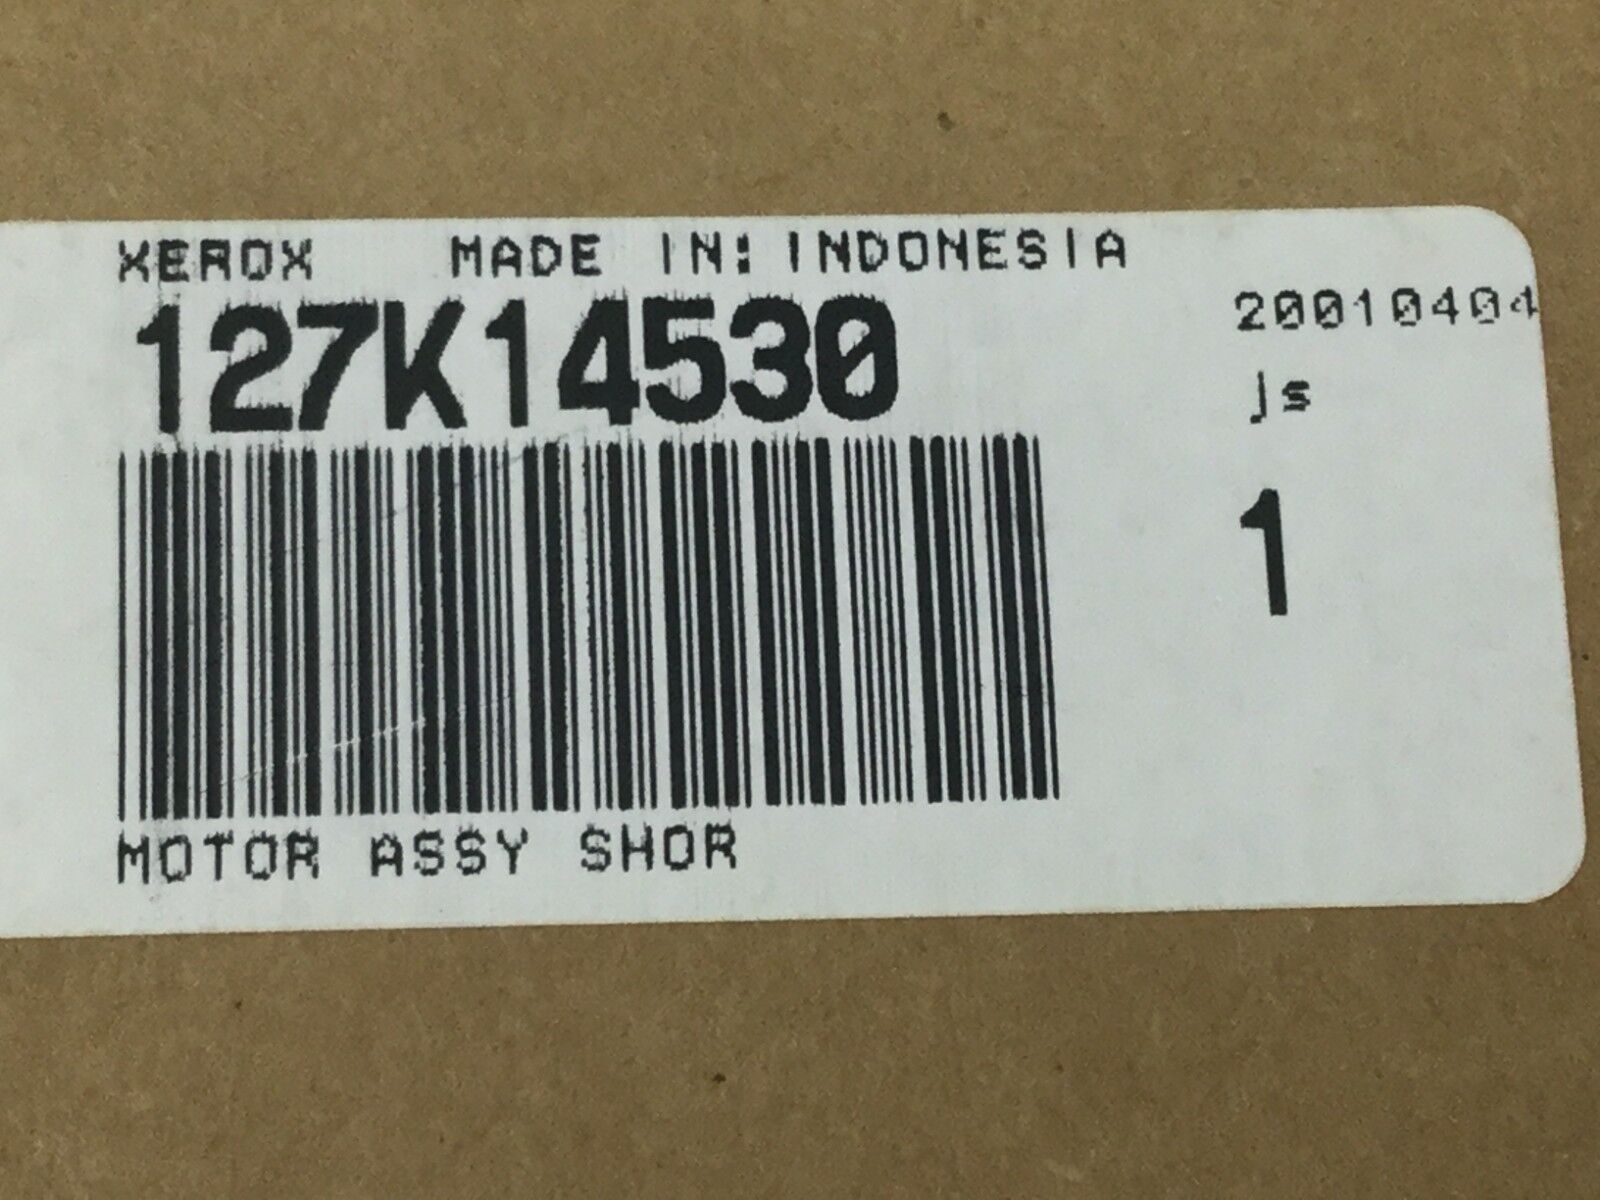 XEROX MADE IN: INDONESIA
127K14530
20010404
js
1
MOTOR ASSY SHOR